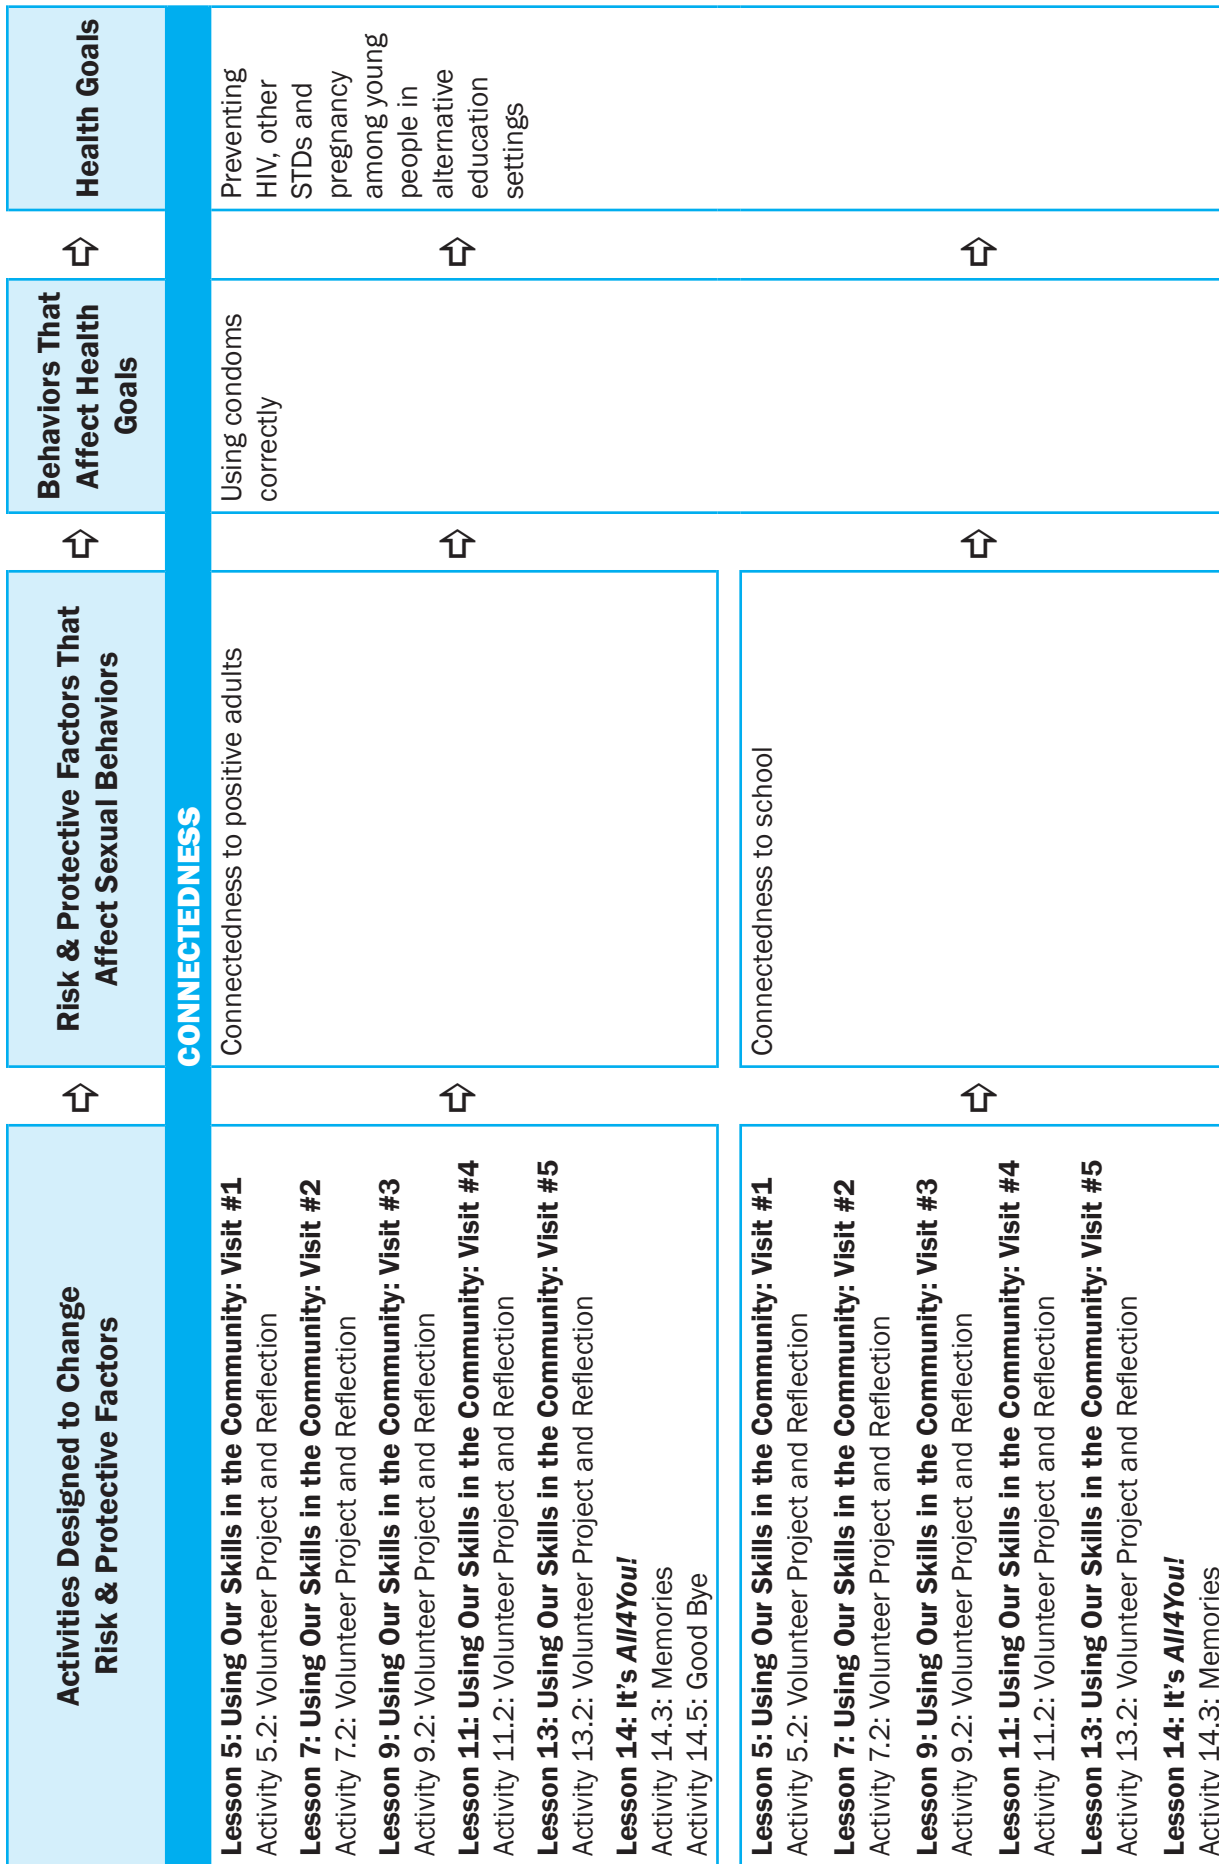 Activities Designed to Change
Risk & Protective Factors
Risk & Protective Factors That
Affect Sexual Behaviors
Behaviors That
Affect Health
Goals
Health Goals
CONNECTEDNESS
Lesson 5: Using Our Skills in the Community: Visit #1
Activity 5.2: Volunteer Project and Reflection
Lesson 7: Using Our Skills in the Community: Visit #2
Activity 7.2: Volunteer Project and Reflection
Lesson 9: Using Our Skills in the Community: Visit #3
Activity 9.2: Volunteer Project and Reflection
Lesson 11: Using Our Skills in the Community: Visit #4
Activity 11.2: Volunteer Project and Reflection
Lesson 13: Using Our Skills in the Community: Visit #5
Activity 13.2: Volunteer Project and Reflection
Lesson 14: It's All4You!
Activity 14.3: Memories
Activity 14.5: Good Bye
Connectedness to positive adults
Using condoms
correctly
Preventing
HIV, other
STDs and
pregnancy
among young
people in
alternative
education
settings
Lesson 5: Using Our Skills in the Community: Visit #1
Activity 5.2: Volunteer Project and Reflection
Lesson 7: Using Our Skills in the Community: Visit #2
Activity 7.2: Volunteer Project and Reflection
Lesson 9: Using Our Skills in the Community: Visit #3
Activity 9.2: Volunteer Project and Reflection
Lesson 11: Using Our Skills in the Community: Visit #4
Activity 11.2: Volunteer Project and Reflection
Lesson 13: Using Our Skills in the Community: Visit #5
Activity 13.2: Volunteer Project and Reflection
Lesson 14: It's All4You!
Activity 14.3: Memories
Connectedness to school